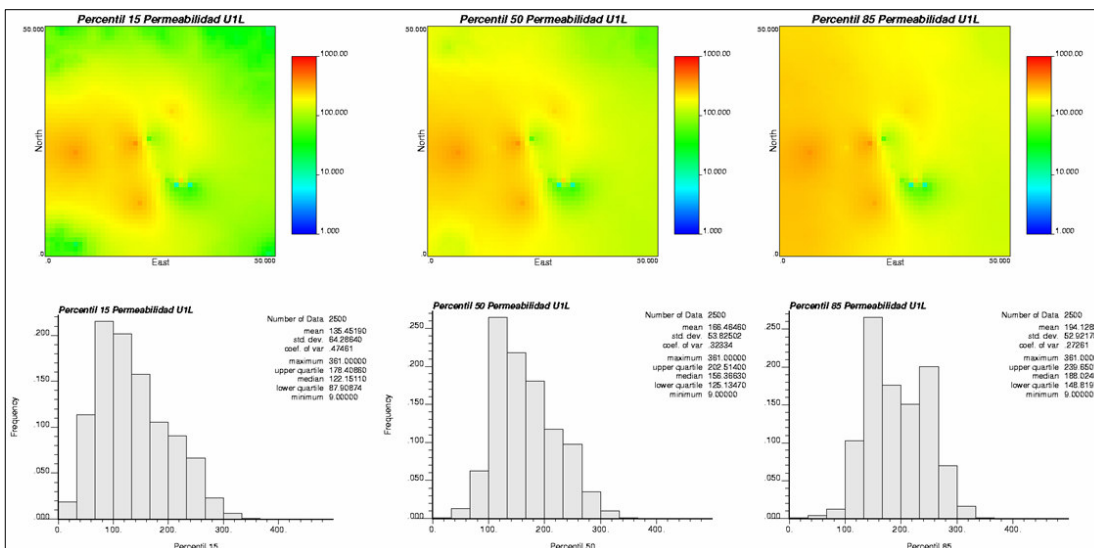 Percentil 15 Permeabilidad U1L
50.000
North
.0
.0
East
50.000
1000.00
100.000
10.000
1.000
Percentil 50 Permeabilidad U1L
50.000
North
.0
.0
East
50.000
1000.00
100.000
10.000
1.000
Percentil 85 Permeabilidad U1L
50.000
North
.0
.0
East
50.000
1000.00
100.000
10.000
1.000
Percentil 15 Permeabilidad U1L
Frequency
.200
.150
.100
.050
.000
0.
100.
200.
300.
400.
Percentil 15
Number of Data 2500
mean 135.45190
std. dev. 64.28640
coef. of var .47461
maximum 361.00000
upper quartile 178.40860
median 122.15110
lower quartile 87.90874
minimum 9.00000
Percentil 50 Permeabilidad U1L
Frequency
.250
.200
.150
.100
.050
.000
0.
100.
200.
300.
400.
Percentil 50
Number of Data 2500
mean 166.46460
std. dev. 53.82502
coef. of var .32334
maximum 361.00000
upper quartile 202.51400
median 156.36630
lower quartile 125.13470
minimum 9.00000
Percentil 85 Permeabilidad U1L
Frequency
.250
.200
.150
.100
.050
.000
0.
100.
200.
300.
400.
Percentil 85
Number of Data 2500
mean 194.128
std. dev. 52.9217
coef. of var .27261
maximum 361.000
upper quartile 239.650
median 188.024
lower quartile 148.819
minimum 9.0000